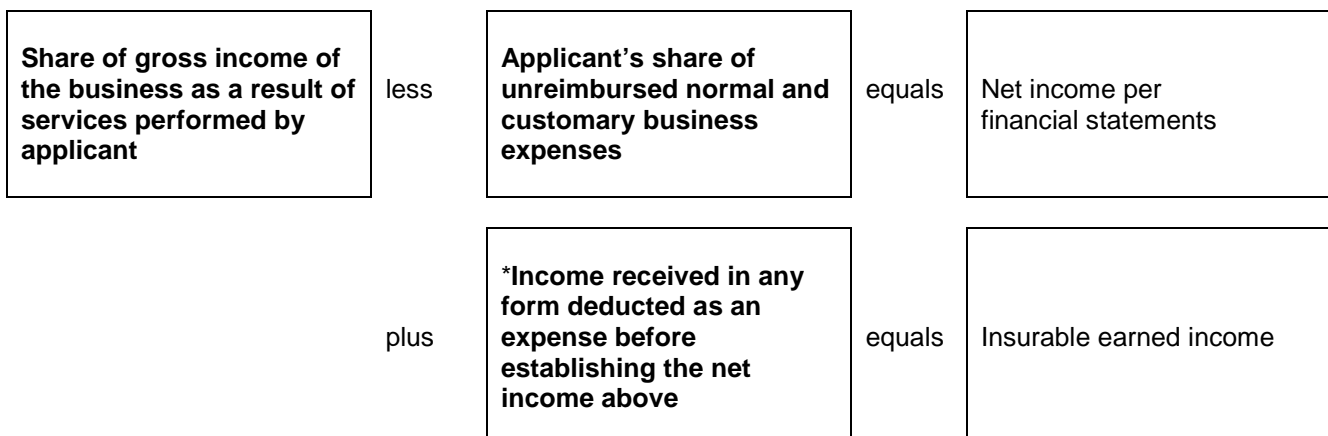 Share of gross income of
the business as a result of
services performed by
applicant
less
Applicant’s share of
unreimbursed normal and
customary business
expenses
equals
Net income per
financial statements
plus
*Income received in any
form deducted as an
expense before
establishing the net
income above
equals
Insurable earned income